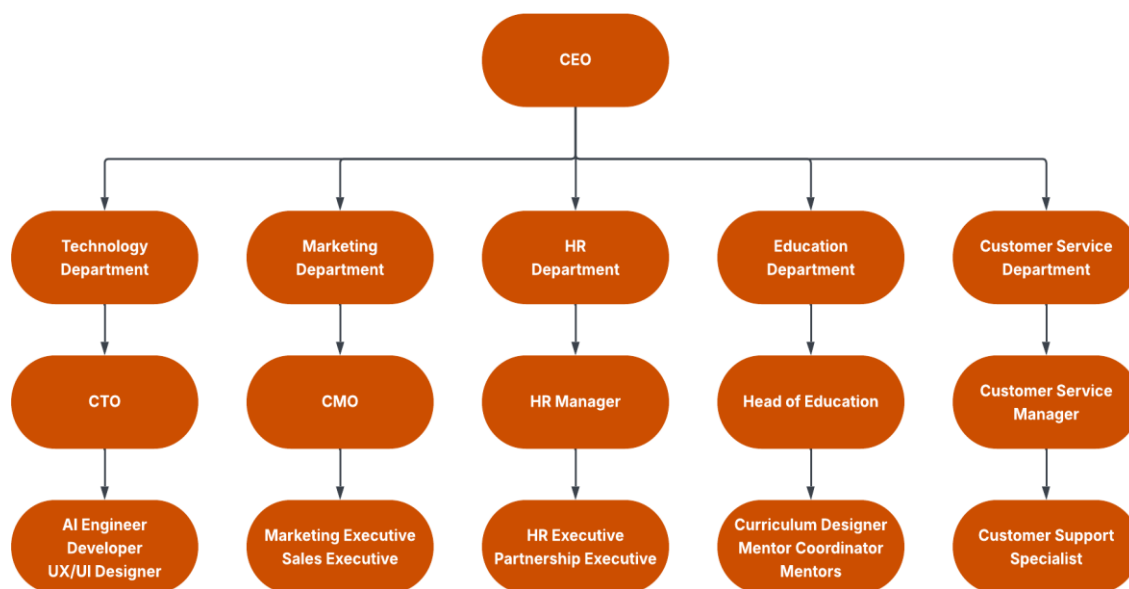 CEO
Technology
Department
Marketing
Department
HR
Department
Education
Department
Customer Service
Department
CTO
CMO
HR Manager
Head of Education
Customer Service
Manager
AI Engineer
Developer
UX/UI Designer
Marketing Executive
Sales Executive
HR Executive
Partnership Executive
Curriculum Designer
Mentor Coordinator
Mentors
Customer Support
Specialist